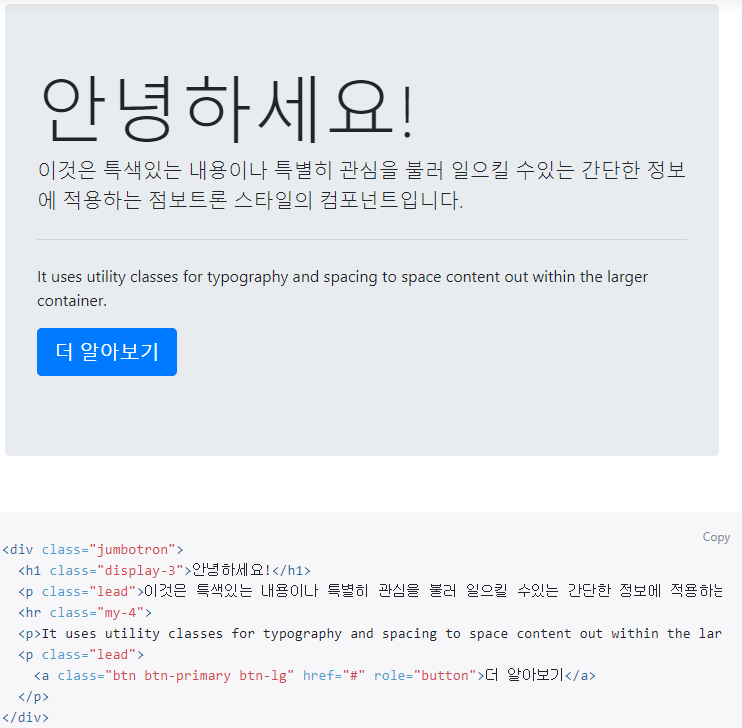 안녕하세요!
이것은 특색있는 내용이나 특별히 관심을 불러 일으킬 수있는 간단한 정보
에 적용하는 점보트론 스타일의 컴포넌트입니다.
It uses utility classes for typography and spacing to space content out within the larger
container.
더 알아보기
Copy
<div class="jumbotron">
<h1 class="display-3">안녕하세요!</h1>
<p class="lead">이것은 특색있는 내용이나 특별히 관심을 불러 일으킬 수있는 간단한 정보에 적용하는
<hr class="my-4">
<p>It uses utility classes for typography and spacing to space content out within the lar
<p class="lead">
<a class="btn btn-primary btn-lg" href="#" role="button">더 알아보기</a>
</p>
</div>